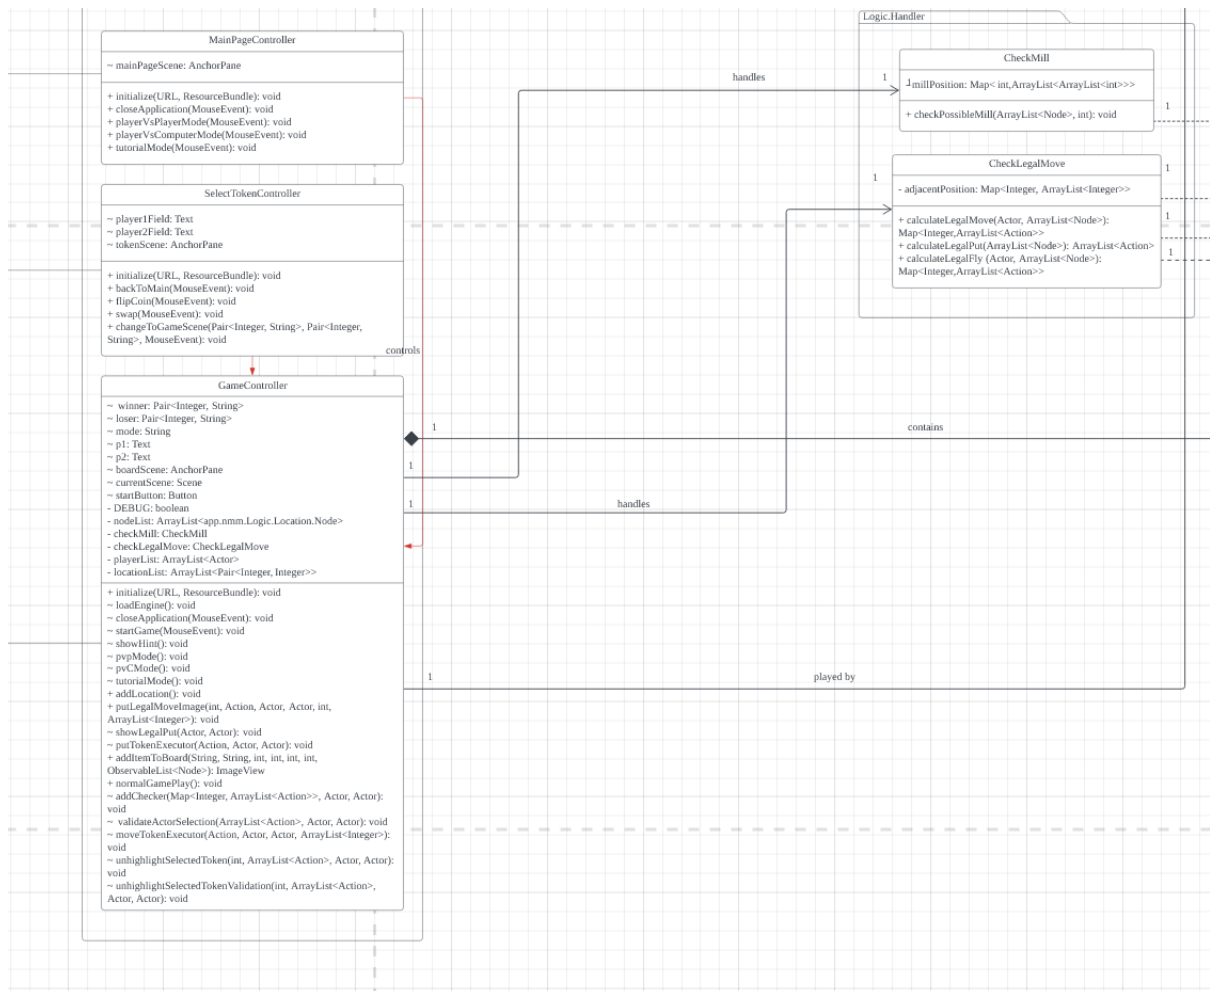 MainPageController
~ mainPageScene: AnchorPane
+ initialize(URL, ResourceBundle): void
+ closeApplication(MouseEvent): void
+ playerVsPlayerMode(MouseEvent): void
+ playerVsComputerMode(MouseEvent): void
+ tutorialMode(MouseEvent): void
SelectTokenController
~ player1Field: Text
~ player2Field: Text
~ tokenScene: AnchorPane
+ initialize(URL, ResourceBundle): void
+ backToMain(MouseEvent): void
+ flipCoin(MouseEvent): void
+ swap(MouseEvent): void
+ changeToGameScene(Pair<Integer, String>, Pair<Integer,
String>, MouseEvent): void
controls
GameController
~ winner: Pair<Integer, String>
~ loser: Pair<Integer, String>
~ mode: String
~ p1: Text
~ p2: Text
~ boardScene: AnchorPane
~ currentScene: Scene
~ startButton: Button
- DEBUG: boolean
- nodeList: ArrayList<app.nmm.Logic.Location.Node>
- checkMill: CheckMill
- checkLegalMove: CheckLegalMove
- playerList: ArrayList<Actor>
- locationList: ArrayList<Pair<Integer,Integer>>
+ initialize(URL, ResourceBundle): void
~ loadEngine(): void
~ closeApplication(MouseEvent): void
~ startGame(MouseEvent): void
~ showHint(): void
~ pvpMode(): void
~ pvCMode(): void
~ tutorialMode(): void
+ addLocation(): void
+ putLegalMoveImage(int, Action, Actor, Actor, int,
ArrayList<Integer>): void
~ showLegalPut(Actor, Actor): void
~ putTokenExecutor(Action, Actor, Actor): void
+ addItemToBoard(String, String, int, int, int, int,
ObservableList<Node>): ImageView
+ normalGamePlay(): void
~ addChecker(Map<Integer, ArrayList<Action>>, Actor, Actor):
void
~ validateActorSelection(ArrayList<Action>, Actor, Actor): void
~ moveTokenExecutor(Action, Actor, Actor, ArrayList<Integer>):
void
~ unhighlightSelectedToken(int, ArrayList<Action>, Actor, Actor):
void
~ unhighlightSelectedTokenValidation(int, ArrayList<Action>,
Actor, Actor): void
handles
1
1
contains
1
1
handles
1
played by
1
Logic.Handler
CheckMill
- millPosition: Map< int,ArrayList<ArrayList<int>>>
+ checkPossibleMill(ArrayList<Node>, int): void
1
CheckLegalMove
1
- adjacentPosition: Map<Integer, ArrayList<Integer>>
+ calculateLegalMove(Actor, ArrayList<Node>):
Map<Integer,ArrayList<Action>>
+ calculateLegalPut(ArrayList<Node>): ArrayList<Action>
+ calculateLegalFly (Actor, ArrayList<Node>):
Map<Integer,ArrayList<Action>>
1
1
1